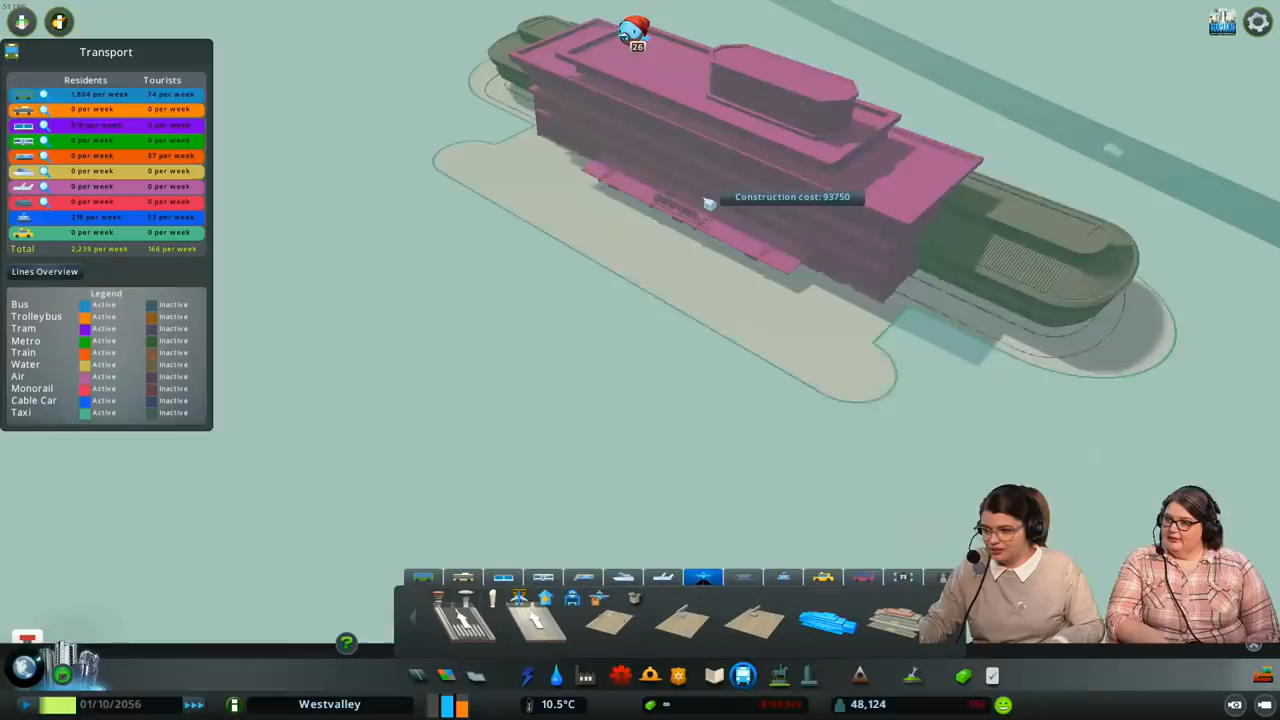 26
Transport
Residents Tourists
1,804 per week 74 per week
0 per week 0 per week
0 per week
0 per week 0 per week
0 per week 37 per week
0 per week 0 per week
0 per week 0 per week
0 per week 0 per week
218 per week 53 per week
0 per week 0 per week
Total 2,239 per week 166 per week
Lines Overview
Legend
Bus Active Inactive
Trolleybus Active Inactive
Tram Active Inactive
Metro Active Inactive
Train Active Inactive
Water Active Inactive
Air Active Inactive
Monorail Active Inactive
Cable Car Active Inactive
Taxi Active Inactive
Construction cost: 93750
?
01/10/2056
Westvalley
10.5°C
∞
48,124